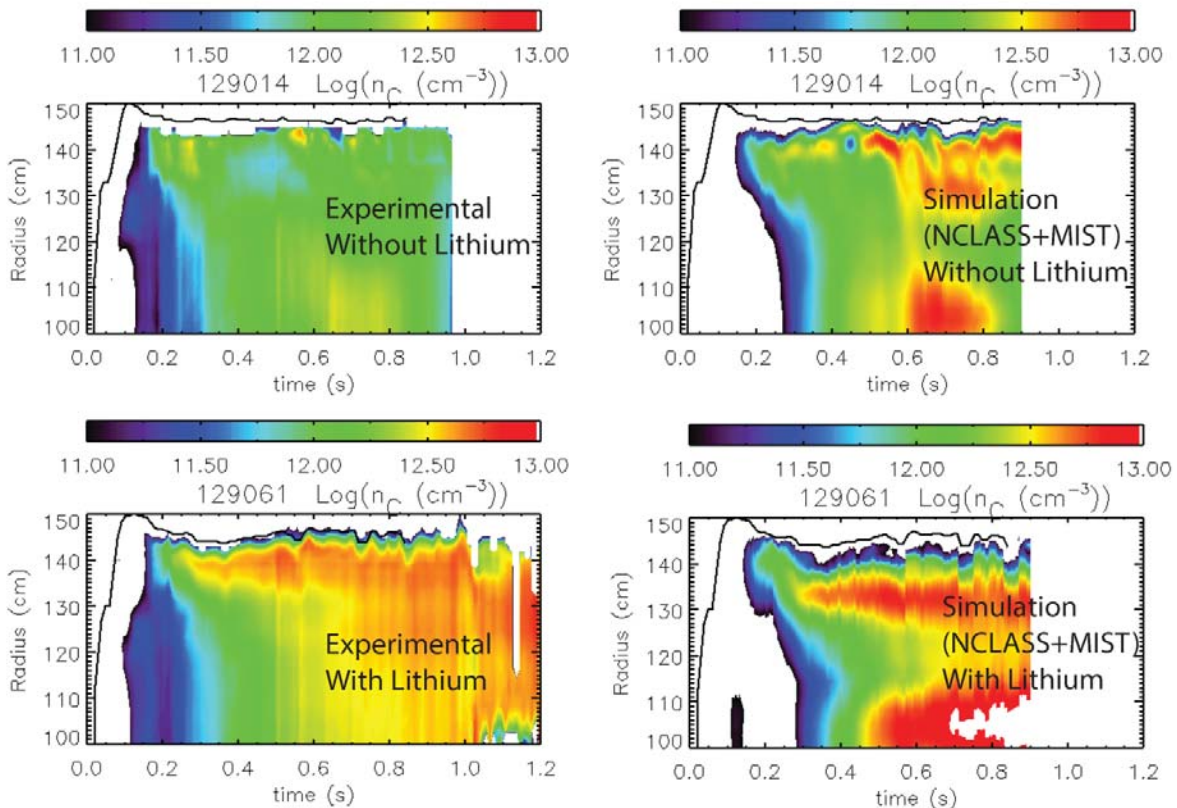 11.00 11.50 12.00 12.50 13.00
129014 Log(n_C (cm⁻³))
150
140
130
120
110
100
Radius (cm)
Experimental
Without Lithium
0.0 0.2 0.4 0.6 0.8 1.0 1.2
time (s)
11.00 11.50 12.00 12.50 13.00
129014 Log(n_C (cm⁻³))
150
140
130
120
110
100
Radius (cm)
Simulation
(NCLASS+MIST)
Without Lithium
0.0 0.2 0.4 0.6 0.8 1.0 1.2
time (s)
11.00 11.50 12.00 12.50 13.00
129061 Log(n_C (cm⁻³))
150
140
130
120
110
100
Radius (cm)
Experimental
With Lithium
0.0 0.2 0.4 0.6 0.8 1.0 1.2
time (s)
11.00 11.50 12.00 12.50 13.00
129061 Log(n_C (cm⁻³))
150
140
130
120
110
100
Radius (cm)
Simulation
(NCLASS+MIST)
With Lithium
0.0 0.2 0.4 0.6 0.8 1.0 1.2
time (s)